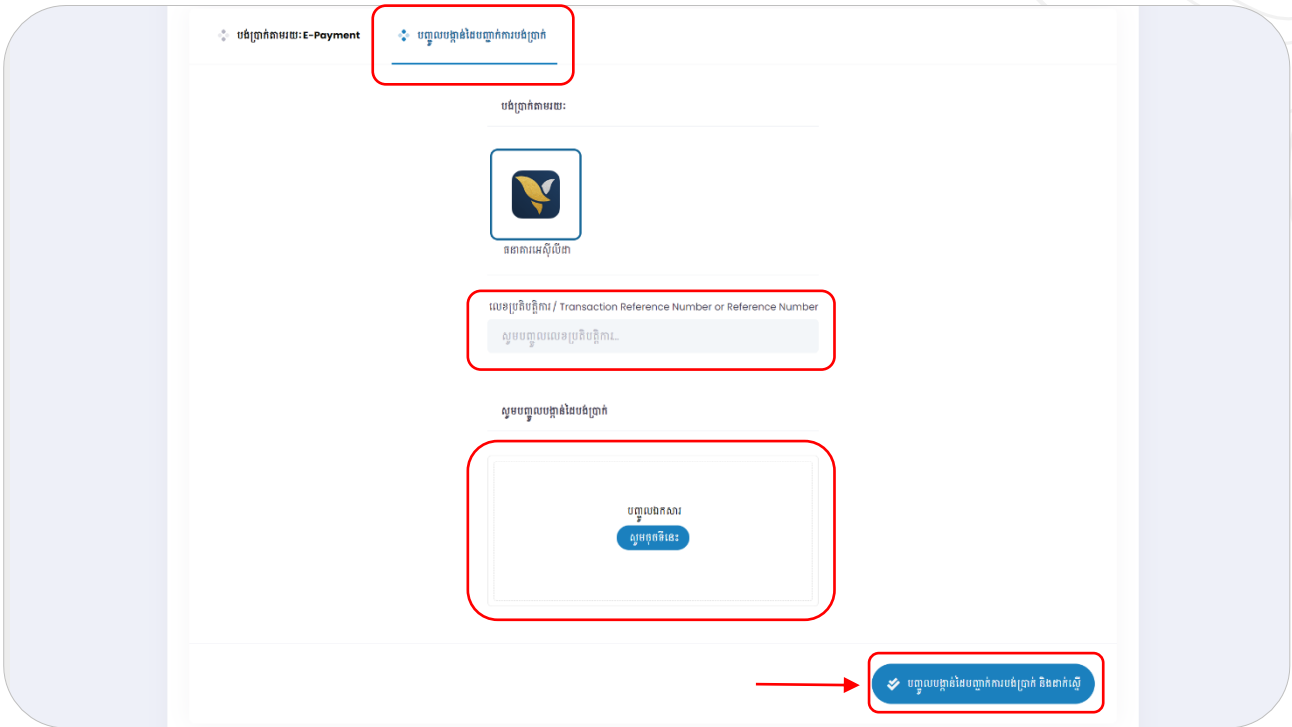 បង់ប្រាក់តាមរយៈ E-Payment
បញ្ចូលបង្កាន់ដៃបញ្ជាក់ការបង់ប្រាក់
បង់ប្រាក់តាមរយៈ
ធនាគារអេស៊ីលីដា
លេខប្រតិបត្តិការ / Transaction Reference Number or Reference Number
សូមបញ្ចូលលេខប្រតិបត្តិការ...
សូមបញ្ចូលបង្កាន់ដៃបង់ប្រាក់
បញ្ចូលឯកសារ
សូមចុចទីនេះ
បញ្ចូលបង្កាន់ដៃបញ្ជាក់ការបង់ប្រាក់ និងដាក់ស្នើ